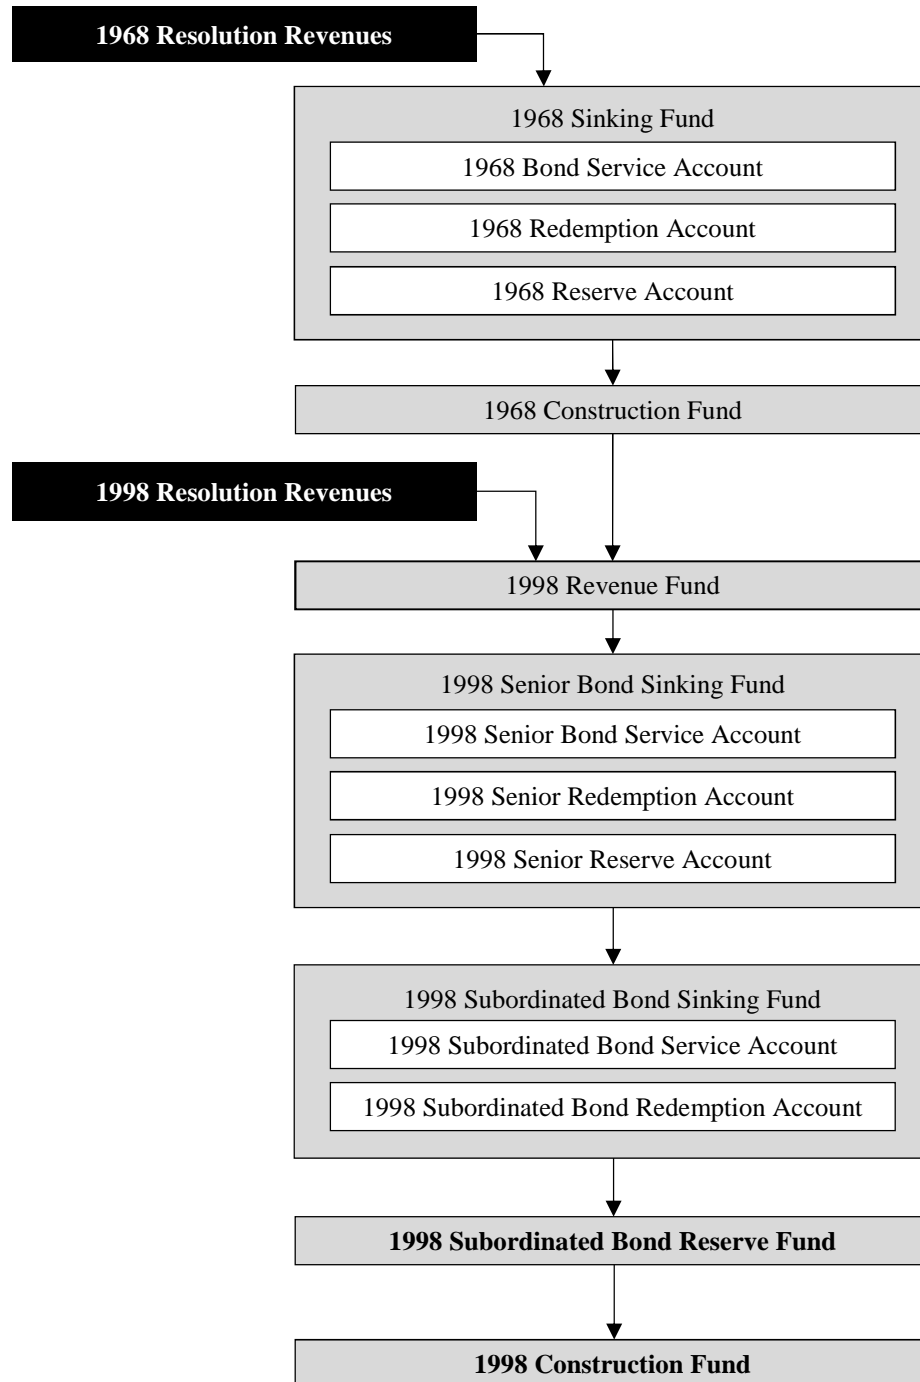 1968 Resolution Revenues
1968 Sinking Fund
1968 Bond Service Account
1968 Redemption Account
1968 Reserve Account
1968 Construction Fund
1998 Resolution Revenues
1998 Revenue Fund
1998 Senior Bond Sinking Fund
1998 Senior Bond Service Account
1998 Senior Redemption Account
1998 Senior Reserve Account
1998 Subordinated Bond Sinking Fund
1998 Subordinated Bond Service Account
1998 Subordinated Bond Redemption Account
1998 Subordinated Bond Reserve Fund
1998 Construction Fund